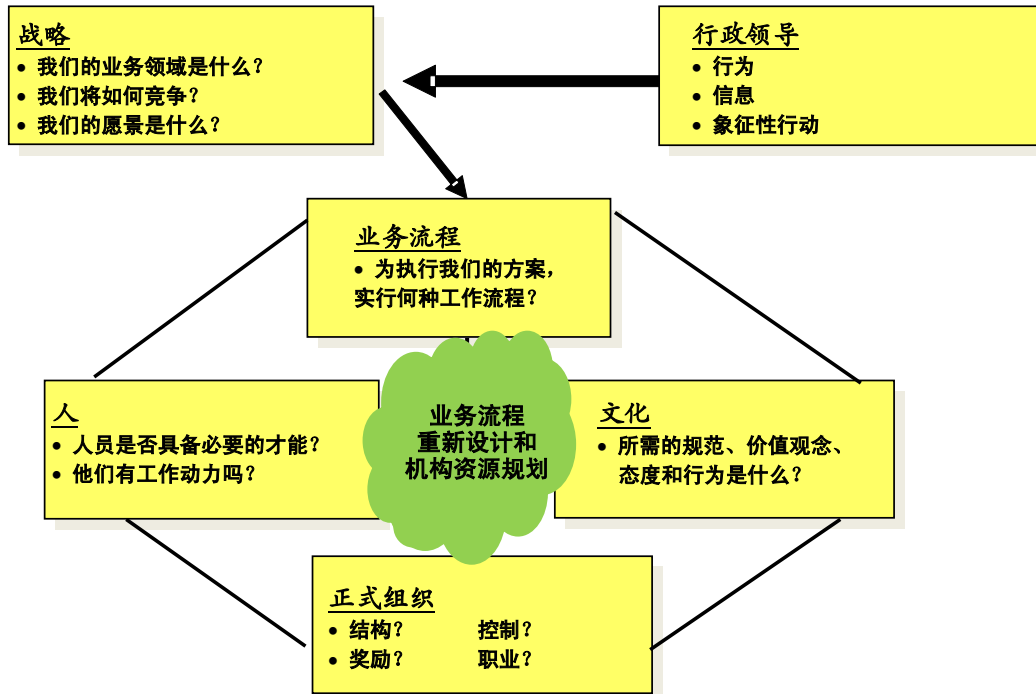 战略
• 我们的业务领域是什么？
• 我们将如何竞争？
• 我们的愿景是什么？
行政领导
• 行为
• 信息
• 象征性行动
业务流程
• 为执行我们的方案，
实行何种工作流程？
人
• 人员是否具备必要的才能？
• 他们有工作动力吗？
业务流程
重新设计和
机构资源规划
文化
• 所需的规范、价值观念、
态度和行为是什么？
正式组织
• 结构？ 控制？
• 奖励？ 职业？